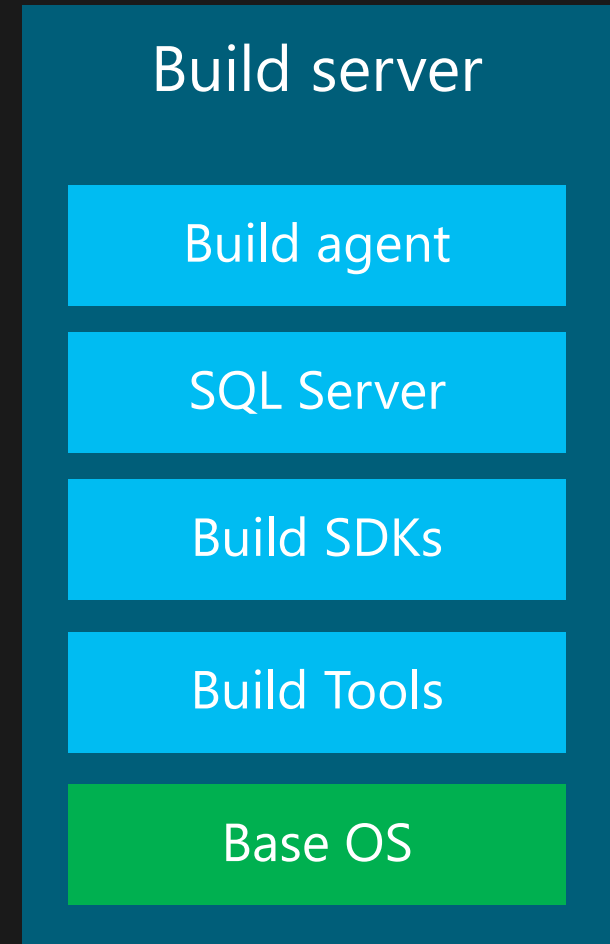 Build server
Build agent
SQL Server
Build SDKs
Build Tools
Base OS